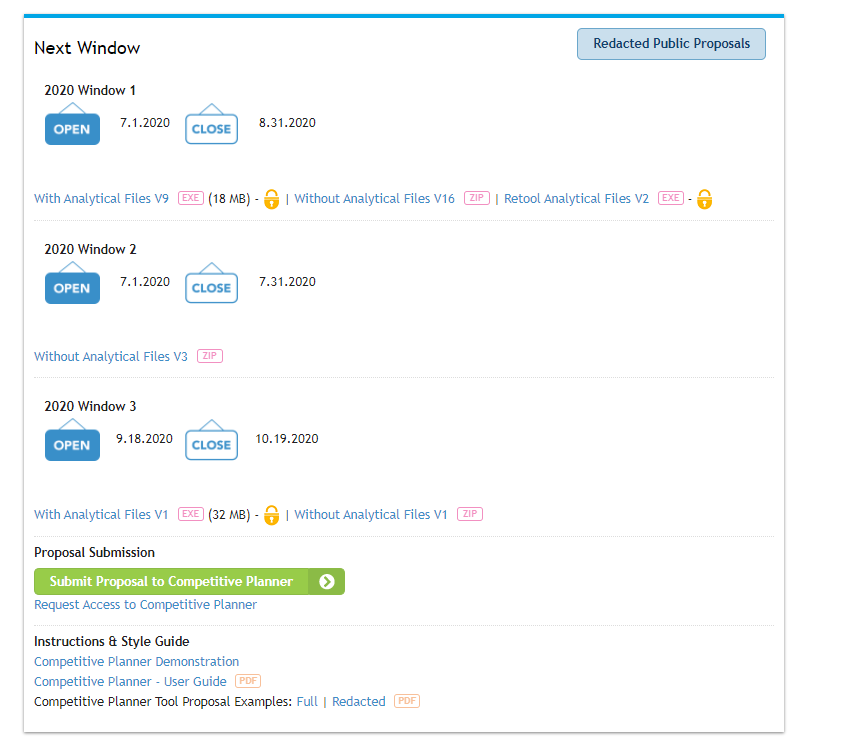 Next Window
Redacted Public Proposals
2020 Window 1
OPEN 7.1.2020 CLOSE 8.31.2020
With Analytical Files V9 EXE (18 MB) - | Without Analytical Files V16 ZIP | Retool Analytical Files V2 EXE -
2020 Window 2
OPEN 7.1.2020 CLOSE 7.31.2020
Without Analytical Files V3 ZIP
2020 Window 3
OPEN 9.18.2020 CLOSE 10.19.2020
With Analytical Files V1 EXE (32 MB) - | Without Analytical Files V1 ZIP
Proposal Submission
Submit Proposal to Competitive Planner
Request Access to Competitive Planner
Instructions & Style Guide
Competitive Planner Demonstration
Competitive Planner - User Guide PDF
Competitive Planner Tool Proposal Examples: Full | Redacted PDF